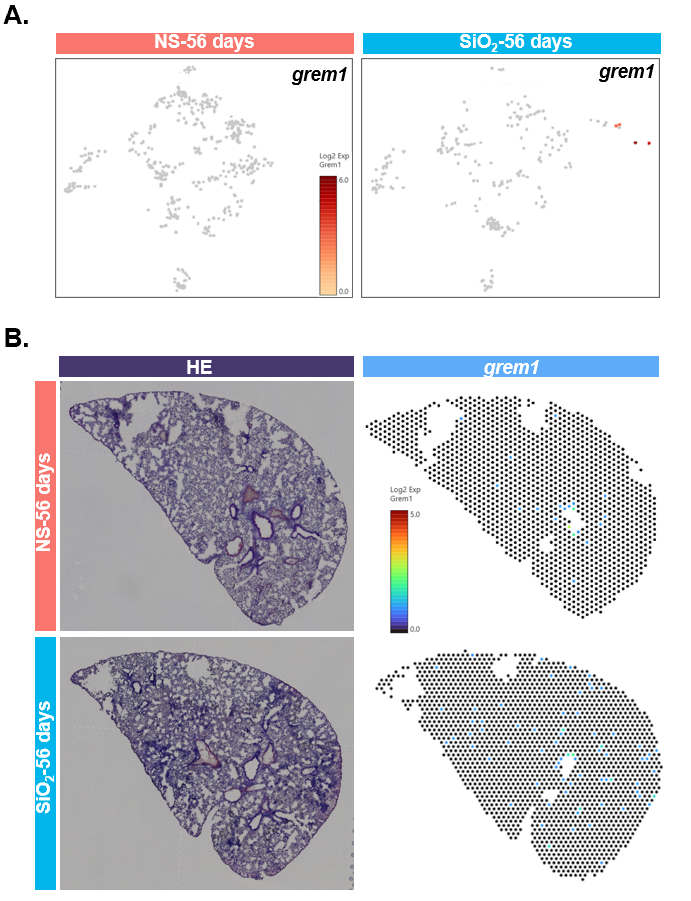 A.
NS-56 days
SiO₂-56 days
grem1
grem1
Log2 Exp
Grem1
6.0
0.0
B.
HE
grem1
NS-56 days
Log2 Exp
Grem1
5.0
0.0
SiO₂-56 days